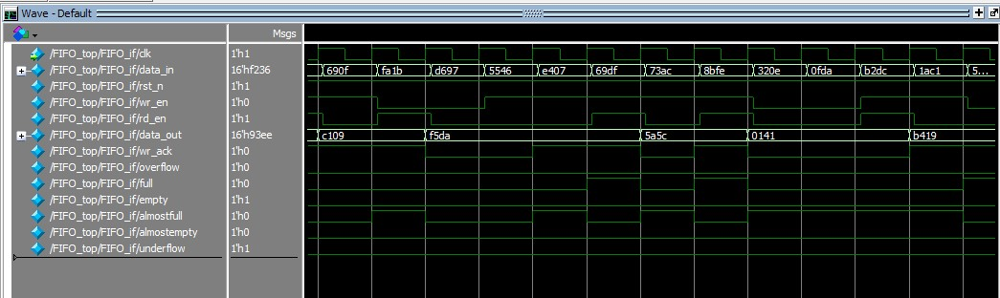 Wave - Default
Msgs
/FIFO_top/FIFO_if/clk 1'h1
/FIFO_top/FIFO_if/data_in 16'hf236 690f fa1b d697 5546 e407 69df 73ac 8bfe 320e 0fda b2dc 1ac1 5...
/FIFO_top/FIFO_if/rst_n 1'h1
/FIFO_top/FIFO_if/wr_en 1'h0
/FIFO_top/FIFO_if/rd_en 1'h1
/FIFO_top/FIFO_if/data_out 16'h93ee c109 f5da 5a5c 0141 b419
/FIFO_top/FIFO_if/wr_ack 1'h0
/FIFO_top/FIFO_if/overflow 1'h0
/FIFO_top/FIFO_if/full 1'h0
/FIFO_top/FIFO_if/empty 1'h1
/FIFO_top/FIFO_if/almostfull 1'h0
/FIFO_top/FIFO_if/almostempty 1'h0
/FIFO_top/FIFO_if/underflow 1'h1